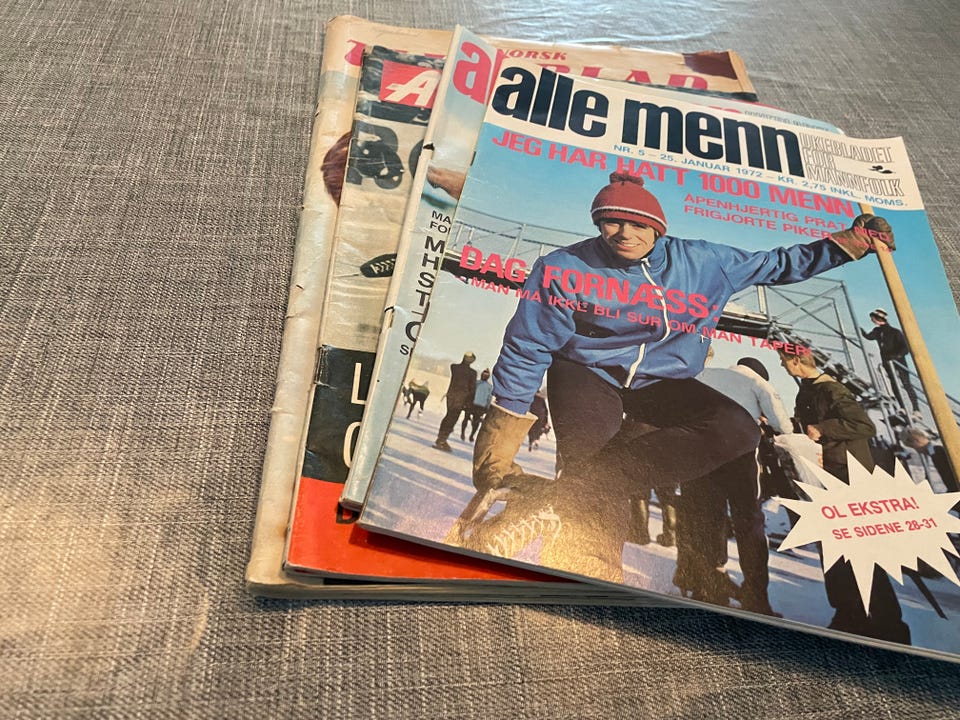 NORSK
BLAD
A
a
alle menn
UKEBLADET
FOR
MANNFOLK
NR. 5 – 25. JANUAR 1972 – KR. 2,75 INKL. MOMS.
JEG HAR HATT 1000 MENN
APENHJERTIG PRAT MED
FRIGJORTE PIKER
DAG FORNÆSS:
– MAN MÅ IKKE BLI SUR OM MAN TAPER!
OL EKSTRA!
SE SIDENE 28-31